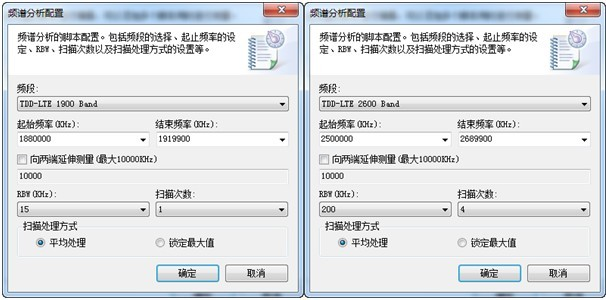 频谱分析配置
频谱分析的脚本配置。包括频段的选择、起止频率的设
定、RBW、扫描次数以及扫描处理方式的设置等。
频段:
TDD-LTE 1900 Band
起始频率(KHz): 结束频率(KHz):
1880000 1919900
向两端延伸测量(最大10000KHz)
10000
RBW(KHz): 扫描次数:
15 1
扫描处理方式
平均处理 锁定最大值
确定 取消
频谱分析配置
频谱分析的脚本配置。包括频段的选择、起止频率的设
定、RBW、扫描次数以及扫描处理方式的设置等。
频段:
TDD-LTE 2600 Band
起始频率(KHz): 结束频率(KHz):
2500000 2689900
向两端延伸测量(最大10000KHz)
10000
RBW(KHz): 扫描次数:
200 4
扫描处理方式
平均处理 锁定最大值
确定 取消